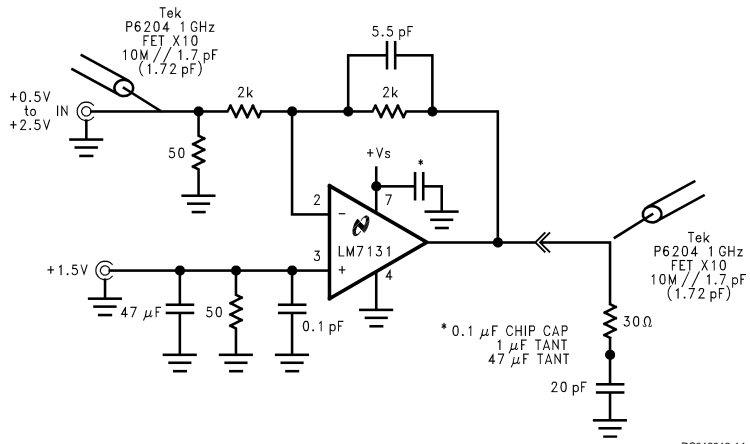 Tek
P6204 1 GHz
FET X10
10M // 1.7 pF
(1.72 pF)
+0.5V
to
+2.5V
IN
50
2k
5.5 pF
2k
+Vs
*
7
2
−
LM7131
3
+
4
+1.5V
47 μF
50
0.1 pF
Tek
P6204 1 GHz
FET X10
10M // 1.7 pF
(1.72 pF)
* 0.1 μF CHIP CAP
1 μF TANT
47 μF TANT
30Ω
20 pF